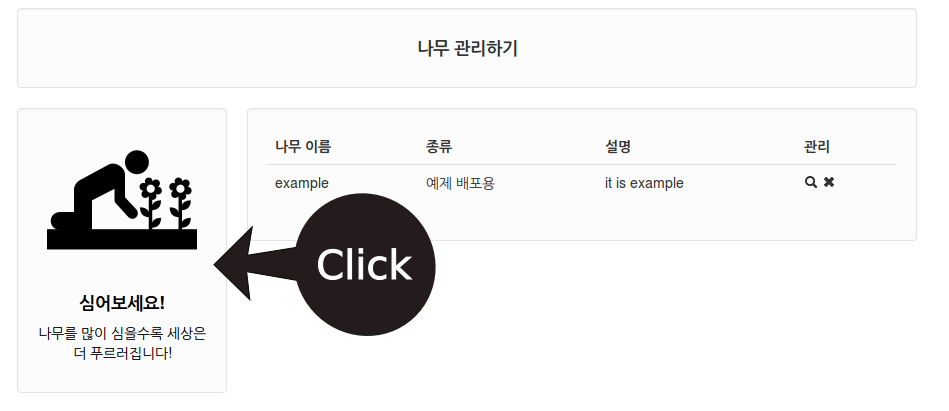 나무 관리하기
심어보세요!
나무를 많이 심을수록 세상은
더 푸르러집니다!
나무 이름 종류 설명 관리
example 예제 배포용 it is example
Click